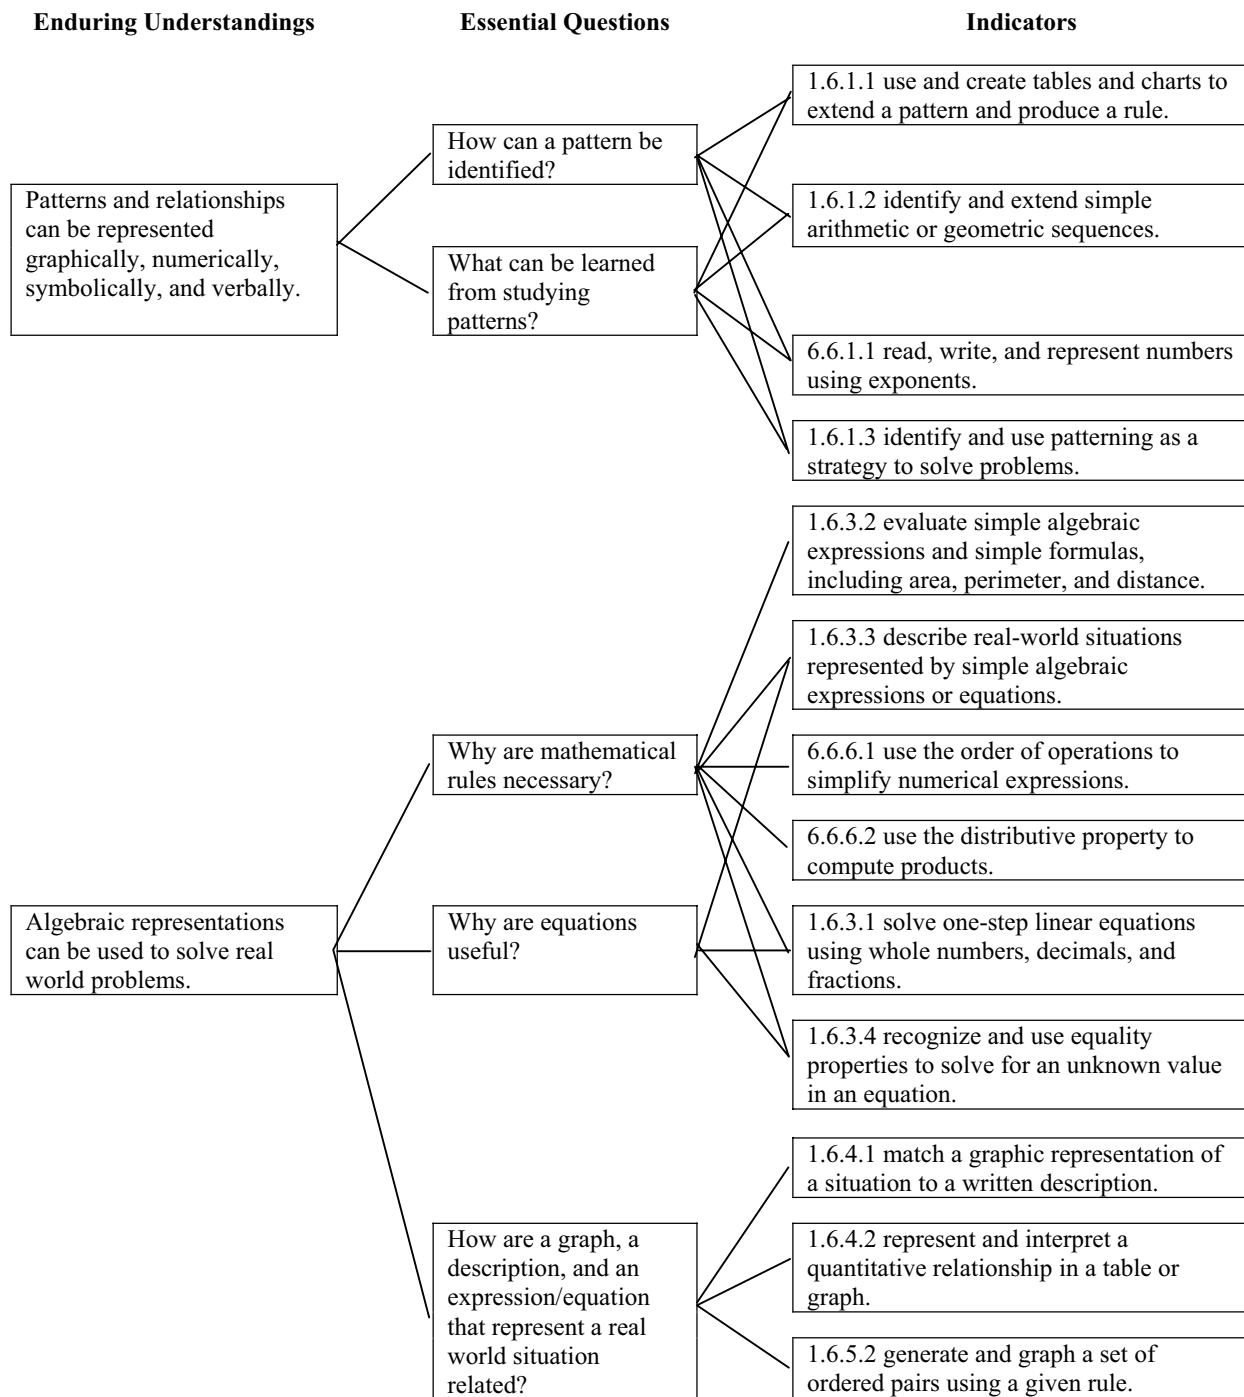 Enduring Understandings
Essential Questions
Indicators
1.6.1.1 use and create tables and charts to
extend a pattern and produce a rule.
How can a pattern be
identified?
Patterns and relationships
can be represented
graphically, numerically,
symbolically, and verbally.
1.6.1.2 identify and extend simple
arithmetic or geometric sequences.
What can be learned
from studying
patterns?
6.6.1.1 read, write, and represent numbers
using exponents.
1.6.1.3 identify and use patterning as a
strategy to solve problems.
1.6.3.2 evaluate simple algebraic
expressions and simple formulas,
including area, perimeter, and distance.
1.6.3.3 describe real-world situations
represented by simple algebraic
expressions or equations.
Why are mathematical
rules necessary?
6.6.6.1 use the order of operations to
simplify numerical expressions.
6.6.6.2 use the distributive property to
compute products.
Algebraic representations
can be used to solve real
world problems.
Why are equations
useful?
1.6.3.1 solve one-step linear equations
using whole numbers, decimals, and
fractions.
1.6.3.4 recognize and use equality
properties to solve for an unknown value
in an equation.
1.6.4.1 match a graphic representation of
a situation to a written description.
How are a graph, a
description, and an
expression/equation
that represent a real
world situation
related?
1.6.4.2 represent and interpret a
quantitative relationship in a table or
graph.
1.6.5.2 generate and graph a set of
ordered pairs using a given rule.